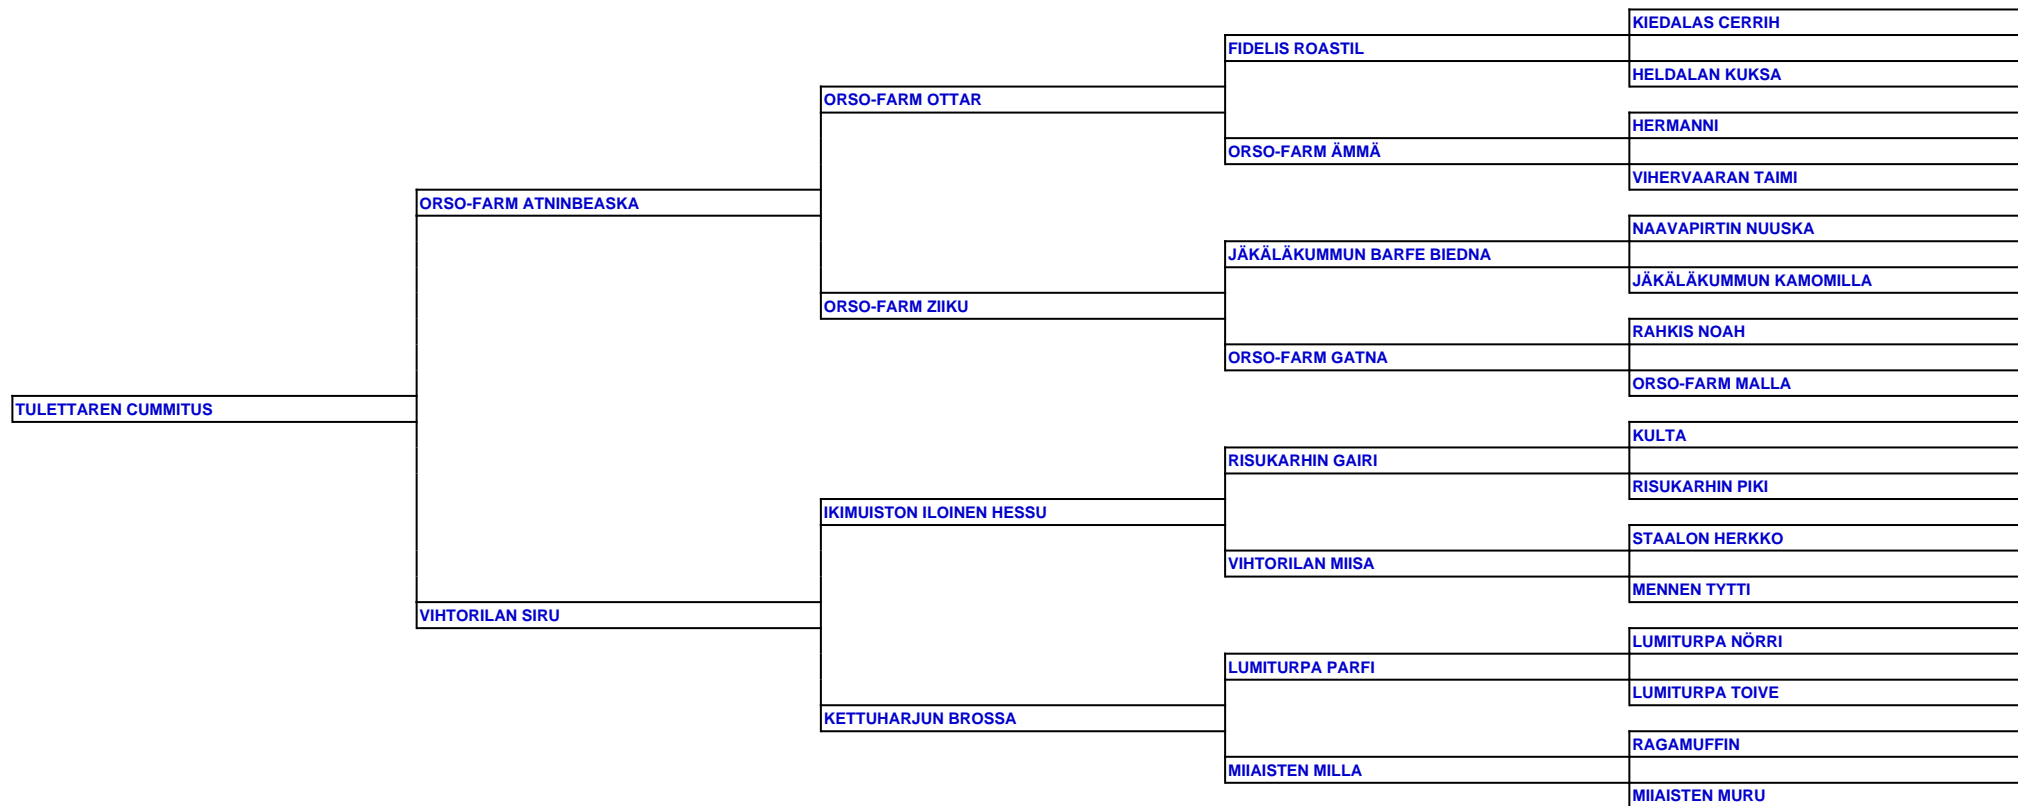 KIEDALAS CERRIH
FIDELIS ROASTIL
HELDALAN KUKSA
ORSO-FARM OTTAR
HERMANNI
ORSO-FARM ÄMMÄ
VIHERVAARAN TAIMI
ORSO-FARM ATNINBEASKA
NAAVAPIRTIN NUUSKA
JÄKÄLÄKUMMUN BARFE BIEDNA
JÄKÄLÄKUMMUN KAMOMILLA
ORSO-FARM ZIIKU
RAHKIS NOAH
ORSO-FARM GATNA
ORSO-FARM MALLA
TULETTAREN CUMMITUS
KULTA
RISUKARHIN GAIRI
RISUKARHIN PIKI
IKIMUISTON ILOINEN HESSU
STAALON HERKKO
VIHTORILAN MIISA
MENNEN TYTTI
VIHTORILAN SIRU
LUMITURPA NÖRRI
LUMITURPA PARFI
LUMITURPA TOIVE
KETTUHARJUN BROSSA
RAGAMUFFIN
MIIAISTEN MILLA
MIIAISTEN MURU